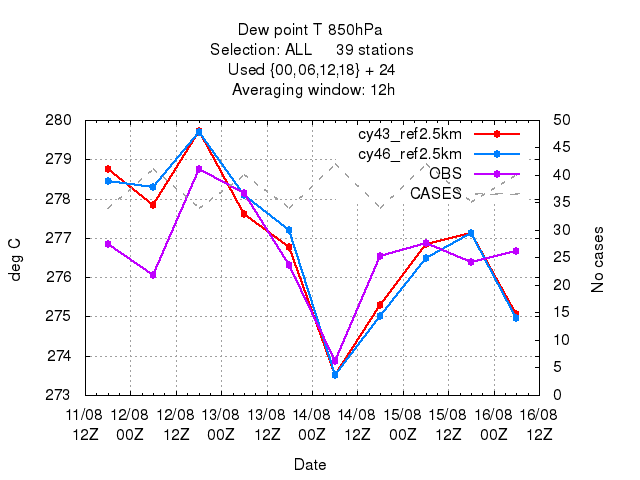 Dew point T 850hPa
Selection: ALL 39 stations
Used {00,06,12,18} + 24
Averaging window: 12h
280 50
cy43_ref2.5km
cy46_ref2.5km
OBS
CASES
279 45
278 40
277 35
276 30
275 25
274 20
273 15
10
5
0
deg C
No cases
11/08 12/08 12/08 13/08 13/08 14/08 14/08 15/08 15/08 16/08 16/08
12Z 00Z 12Z 00Z 12Z 00Z 12Z 00Z 12Z 00Z 12Z
Date